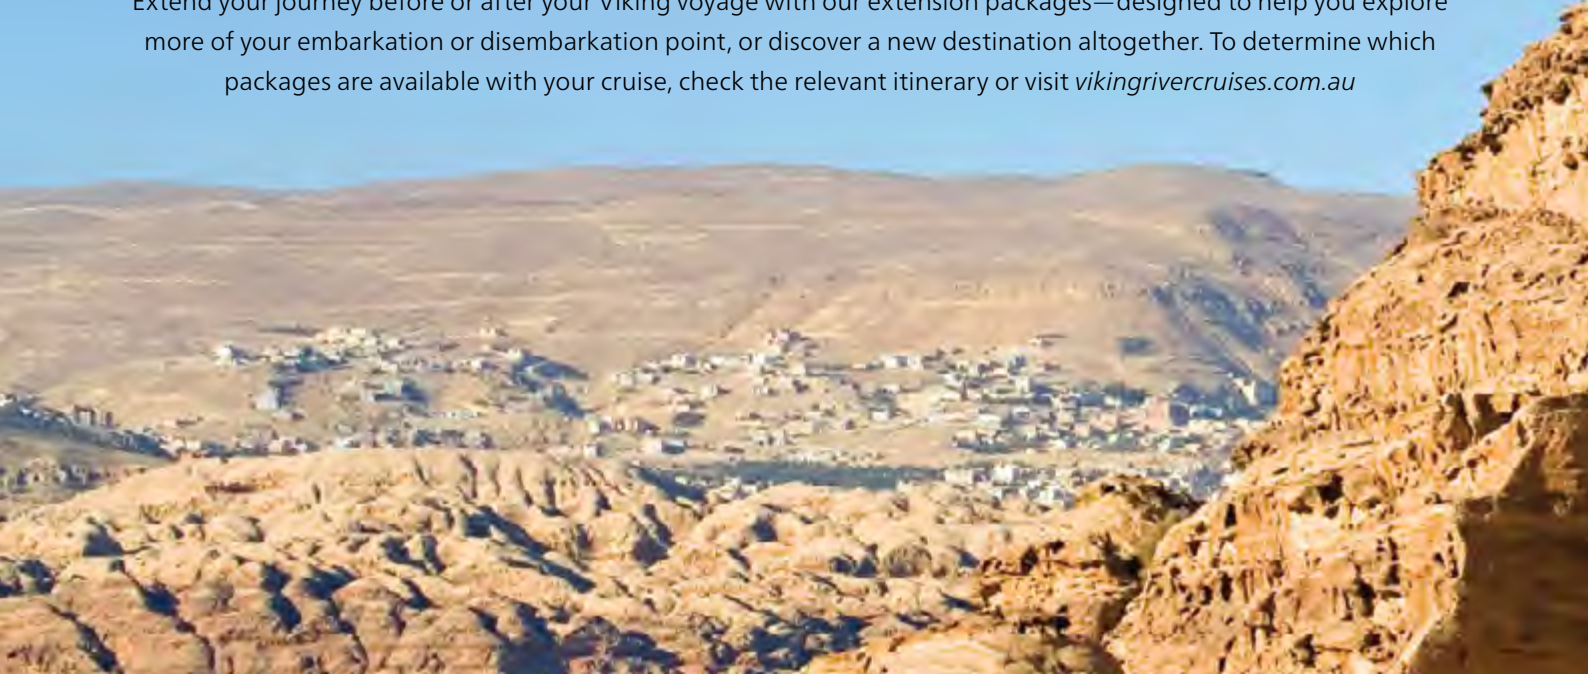 Extend your journey before or after your Viking voyage with our extension packages—designed to help you explore
more of your embarkation or disembarkation point, or discover a new destination altogether. To determine which
packages are available with your cruise, check the relevant itinerary or visit vikingrivercruises.com.au